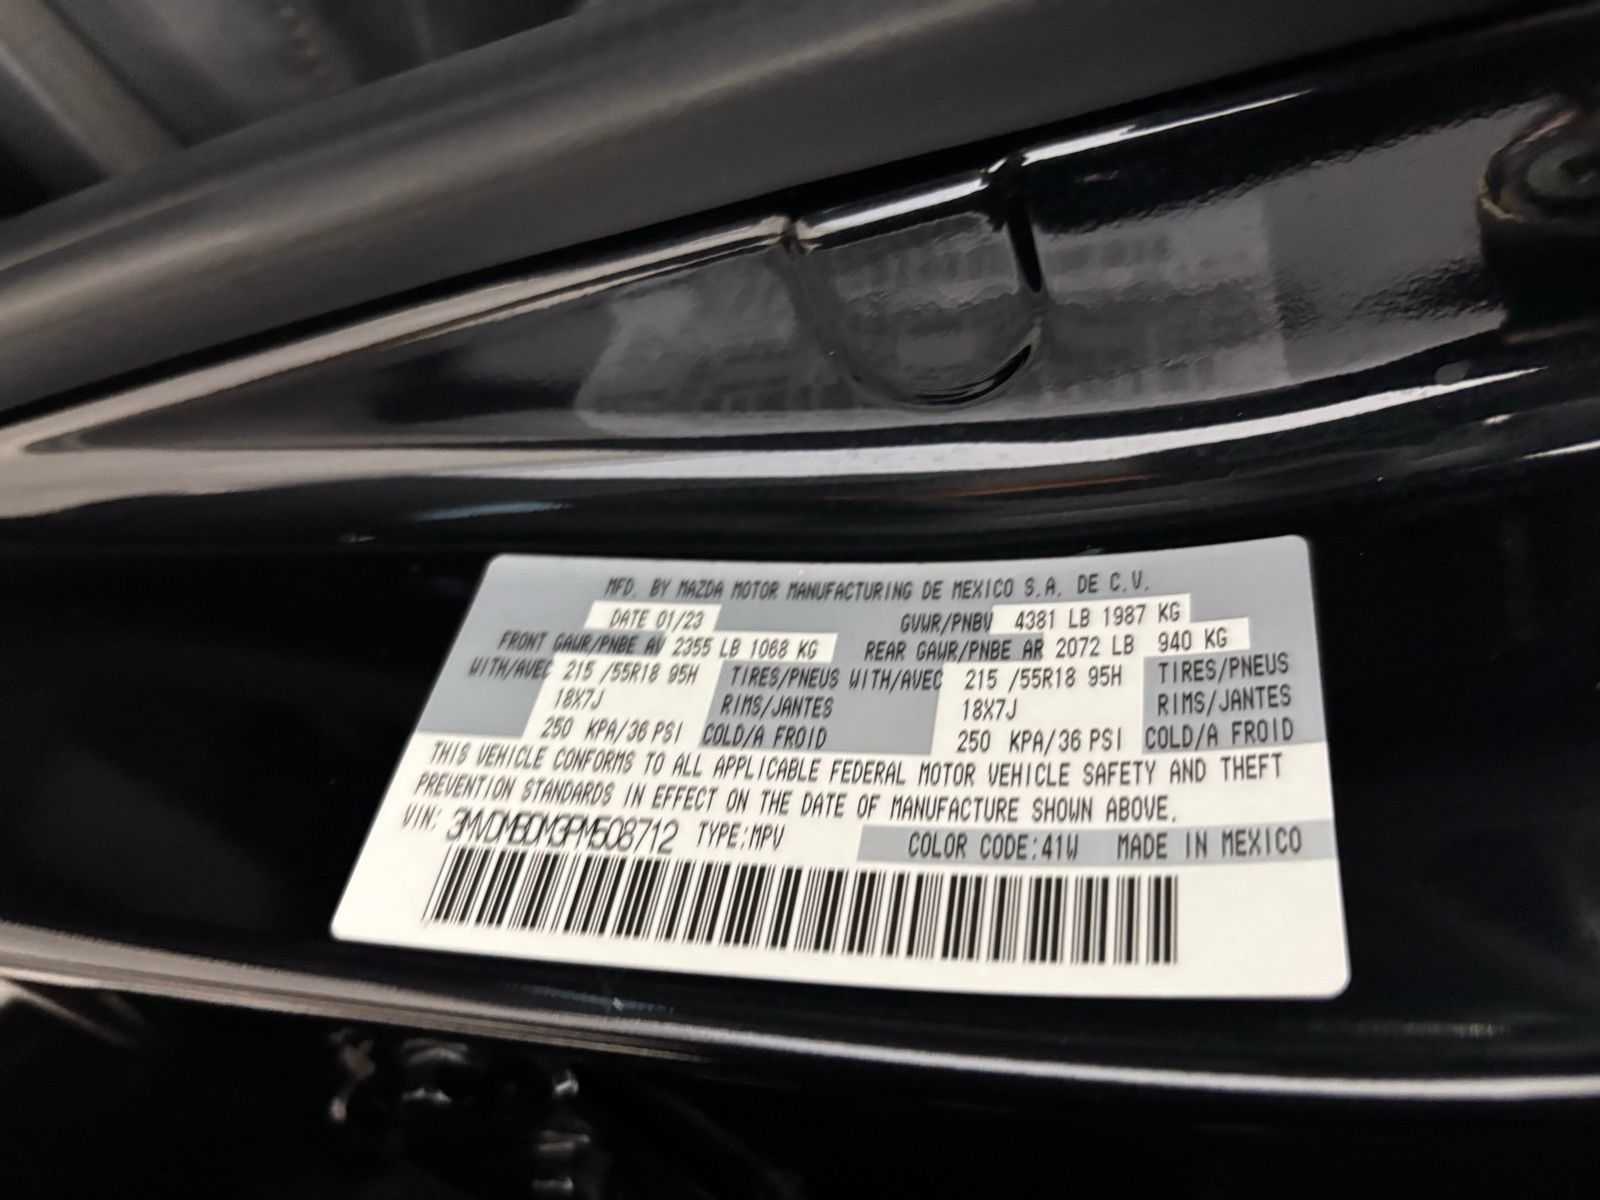 MFD. BY MAZDA MOTOR MANUFACTURING DE MEXICO S.A. DE C.V.
DATE 01/23 GVWR/PNBV 4381 LB 1987 KG
FRONT GAWR/PNBE AV 2355 LB 1068 KG REAR GAWR/PNBE AR 2072 LB 940 KG
WITH/AVEC 215 /55R18 95H TIRES/PNEUS WITH/AVEC 215 /55R18 95H TIRES/PNEUS
18X7J RIMS/JANTES 18X7J RIMS/JANTES
250 KPA/36 PSI COLD/A FROID 250 KPA/36 PSI COLD/A FROID
THIS VEHICLE CONFORMS TO ALL APPLICABLE FEDERAL MOTOR VEHICLE SAFETY AND THEFT
PREVENTION STANDARDS IN EFFECT ON THE DATE OF MANUFACTURE SHOWN ABOVE.
VIN: 3MVDMBDM3PM508712 TYPE:MPV COLOR CODE:41W MADE IN MEXICO